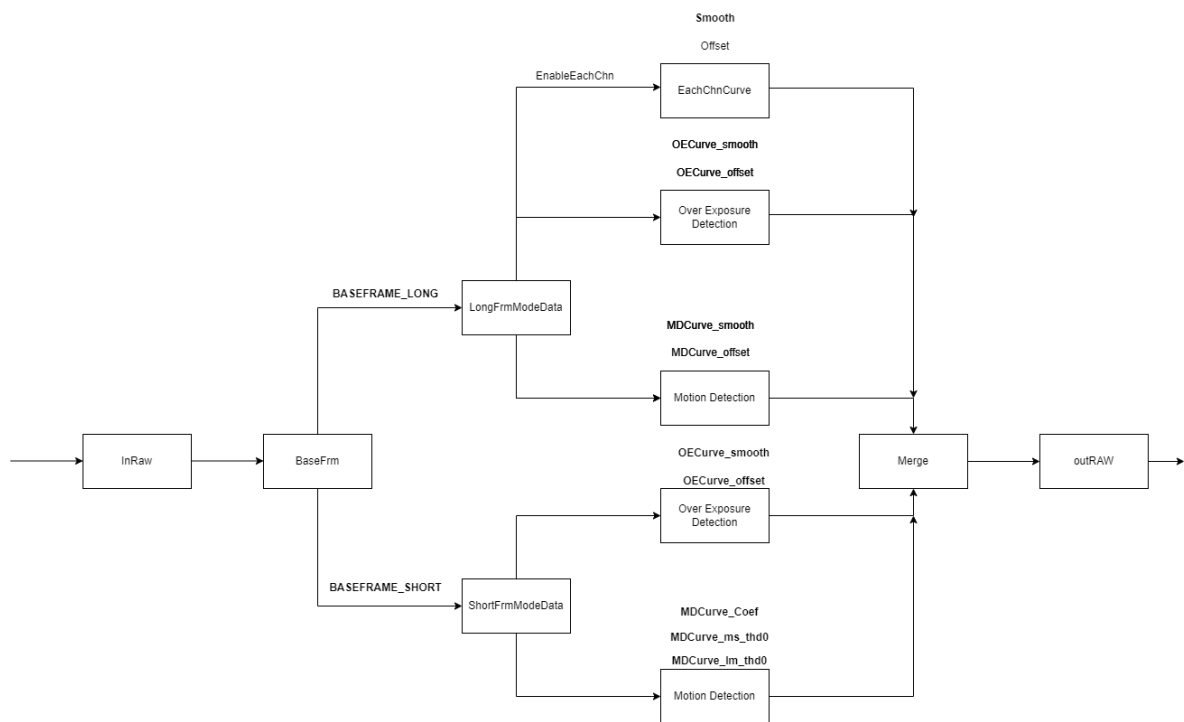 Smooth
Offset
EnableEachChn
EachChnCurve
OECurve_smooth
OECurve_offset
Over Exposure
Detection
BASEFRAME_LONG
LongFrmModeData
MDCurve_smooth
MDCurve_offset
Motion Detection
InRaw
BaseFrm
OECurve_smooth
OECurve_offset
Over Exposure
Detection
Merge
outRAW
BASEFRAME_SHORT
ShortFrmModeData
MDCurve_Coef
MDCurve_ms_thd0
MDCurve_lm_thd0
Motion Detection